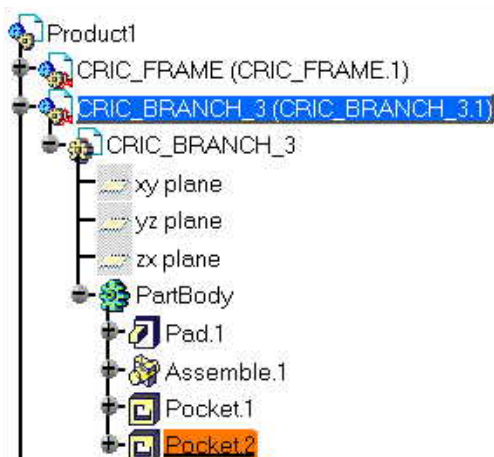 Product1
CRIC_FRAME (CRIC_FRAME.1)
CRIC_BRANCH_3 (CRIC_BRANCH_3.1)
CRIC_BRANCH_3
xy plane
yz plane
zx plane
PartBody
Pad.1
Assemble.1
Pocket.1
Pocket.2